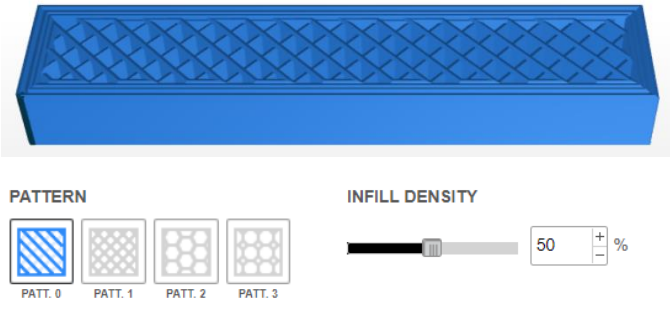 PATTERN
INFILL DENSITY
50 + - %
PATT. 0 PATT. 1 PATT. 2 PATT. 3